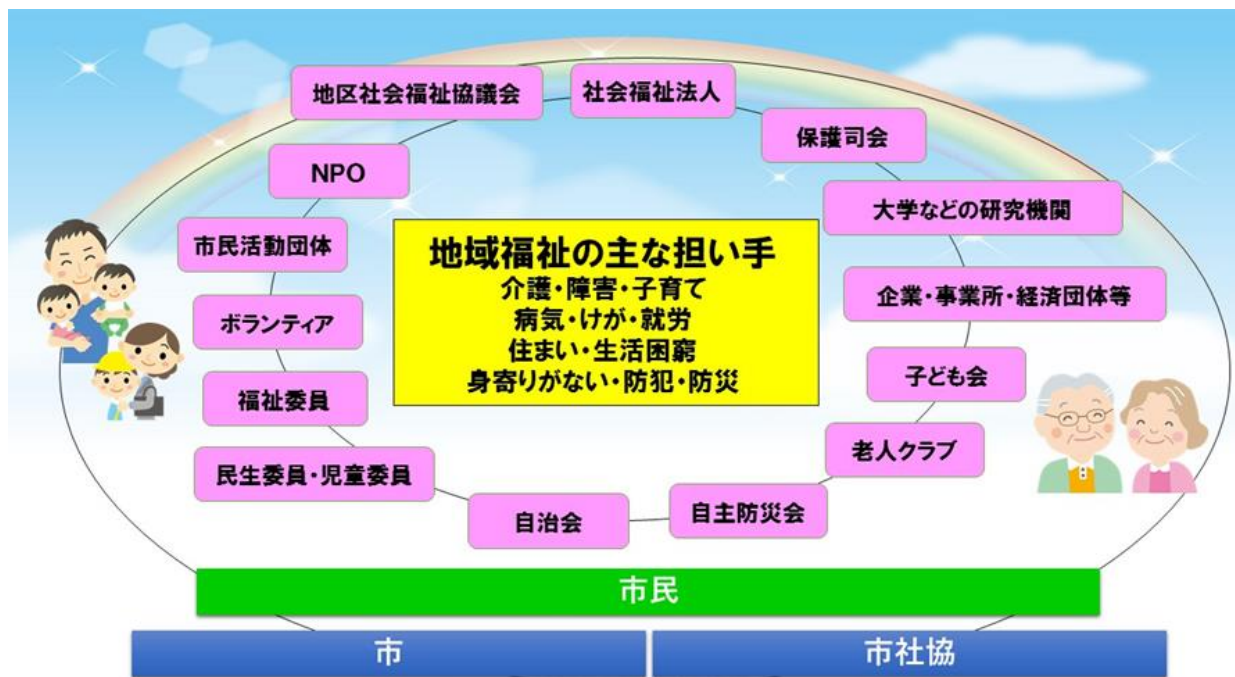 地区社会福祉協議会
社会福祉法人
保護司会
NPO
大学などの研究機関
市民活動団体
地域福祉の主な担い手
介護・障害・子育て
病気・けが・就労
住まい・生活困窮
身寄りがない・防犯・防災
企業・事業所・経済団体等
ボランティア
子ども会
福祉委員
老人クラブ
民生委員・児童委員
自治会
自主防災会
市民
市
市社協